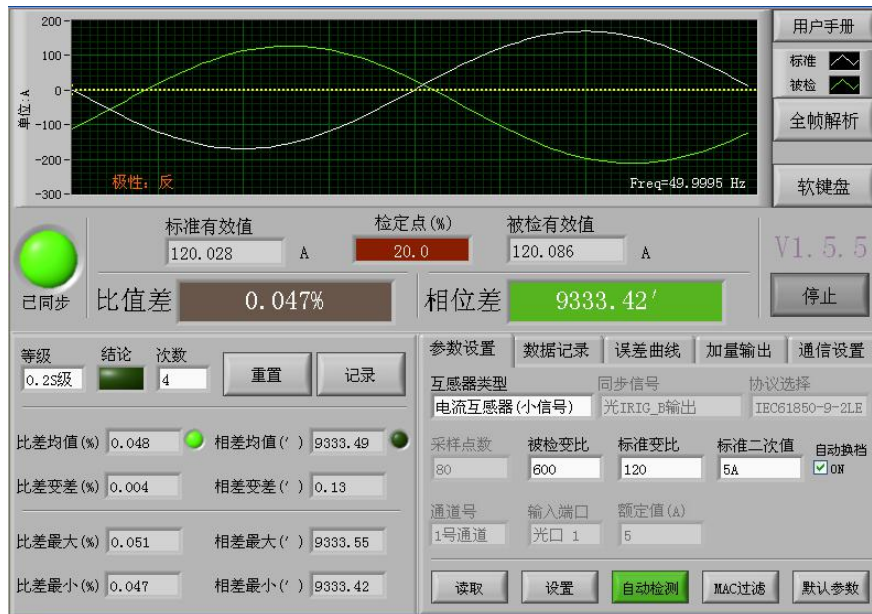 200
100
0
-100
-200
-300
单位:A
极性: 反
Freq=49.9995 Hz
用户手册
标准
被检
全帧解析
软键盘
已同步
标准有效值
120.028 A
检定点(%)
20.0
被检有效值
120.086 A
V1.5.5
比值差 0.047%
相位差 9333.42′
停止
等级 结论 次数
0.2S级 4
重置 记录
比差均值(%) 0.048 相差均值(′) 9333.49
比差变差(%) 0.004 相差变差(′) 0.13
比差最大(%) 0.051 相差最大(′) 9333.55
比差最小(%) 0.047 相差最小(′) 9333.42
参数设置 数据记录 误差曲线 加量输出 通信设置
互感器类型 同步信号 协议选择
电流互感器(小信号) 光IRIG_B输出 IEC61850-9-2LE
采样点数 被检变比 标准变比 标准二次值 自动换档
80 600 120 5A ON
通道号 输入端口 额定值(A)
1号通道 光口 1 5
读取 设置 自动检测 MAC过滤 默认参数